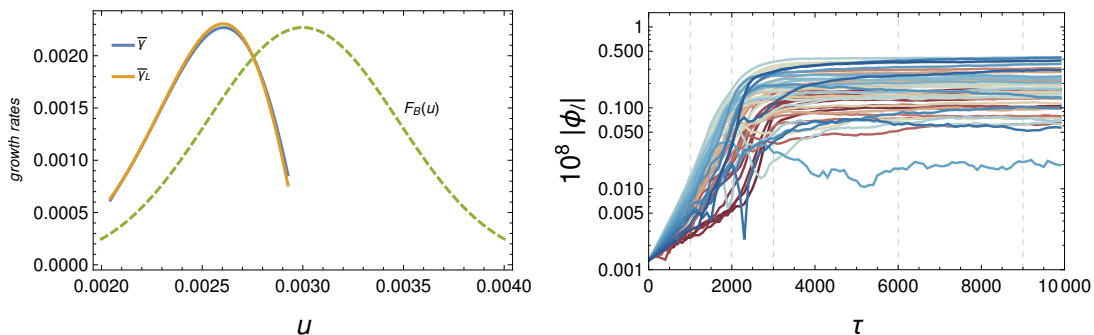 growth rates
0.0020
0.0015
0.0010
0.0005
0.0000
γ̅
γ̅L
FB(u)
0.0020 0.0025 0.0030 0.0035 0.0040
u
10⁸ |ϕl|
1
0.500
0.100
0.050
0.010
0.005
0.001
0 2000 4000 6000 8000 10 000
τ